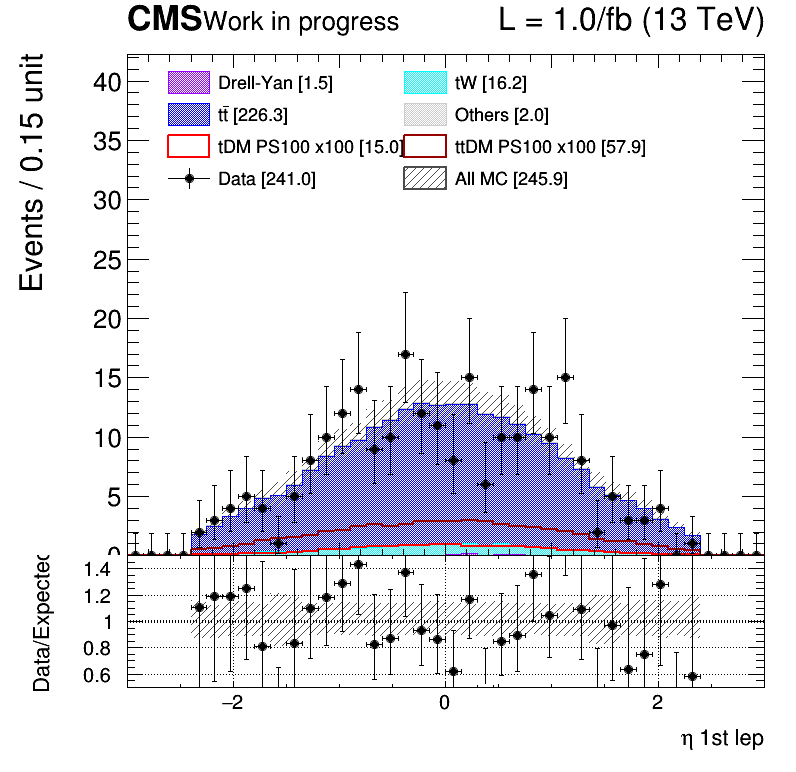 CMS Work in progress L = 1.0/fb (13 TeV)
Events / 0.15 unit
40
35
30
25
20
15
10
5
0
Drell-Yan [1.5] tW [16.2]
tt̄ [226.3] Others [2.0]
tDM PS100 x100 [15.0] ttDM PS100 x100 [57.9]
Data [241.0] All MC [245.9]
Data/Expected
1.4
1.2
1
0.8
0.6
−2 0 2
η 1st lep